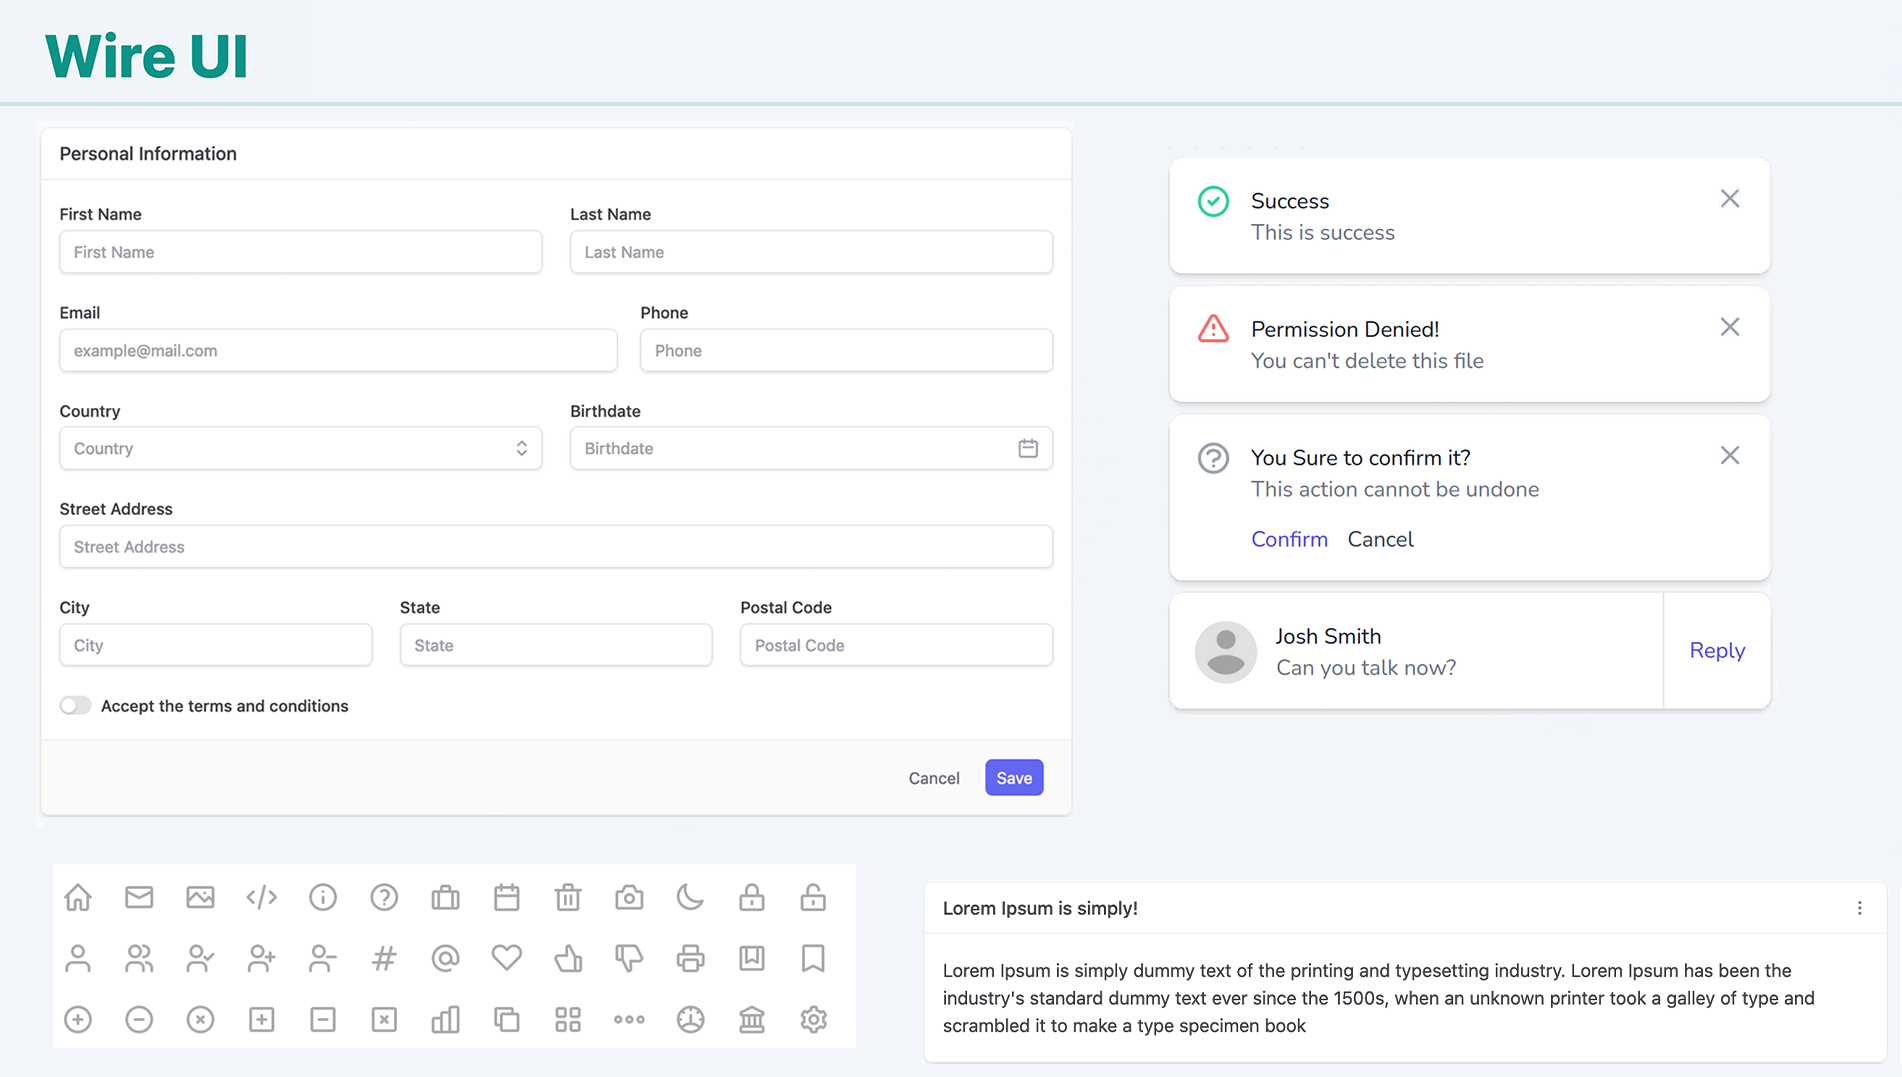 Wire UI
Personal Information
First Name
Last Name
First Name
Last Name
Email
Phone
example@mail.com
Phone
Country
Birthdate
Country
Birthdate
Street Address
Street Address
City
State
Postal Code
City
State
Postal Code
Accept the terms and conditions
Cancel
Save
Success
This is success
Permission Denied!
You can't delete this file
You Sure to confirm it?
This action cannot be undone
Confirm Cancel
Josh Smith
Can you talk now?
Reply
Lorem Ipsum is simply!
Lorem Ipsum is simply dummy text of the printing and typesetting industry. Lorem Ipsum has been the
industry's standard dummy text ever since the 1500s, when an unknown printer took a galley of type and
scrambled it to make a type specimen book